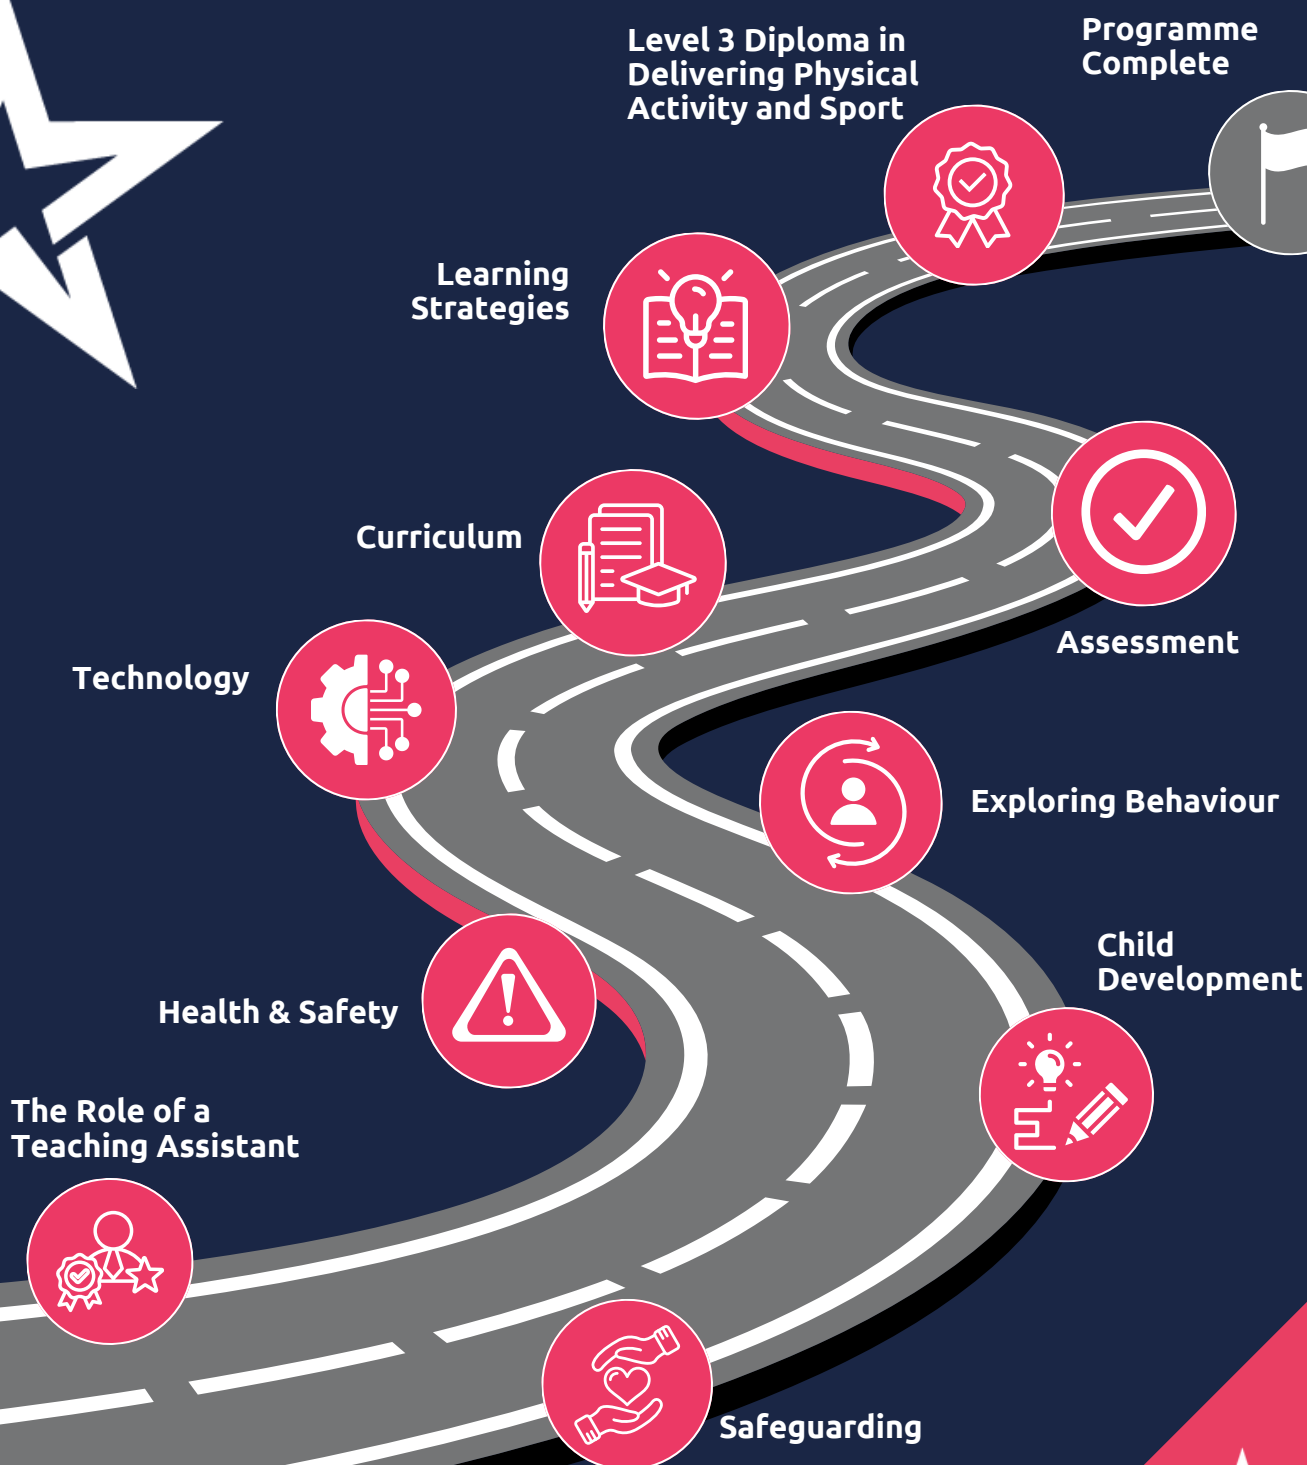 Level 3 Diploma in
Delivering Physical
Activity and Sport
Programme
Complete
Learning
Strategies
Curriculum
Assessment
Technology
Exploring Behaviour
Child
Development
Health & Safety
The Role of a
Teaching Assistant
Safeguarding